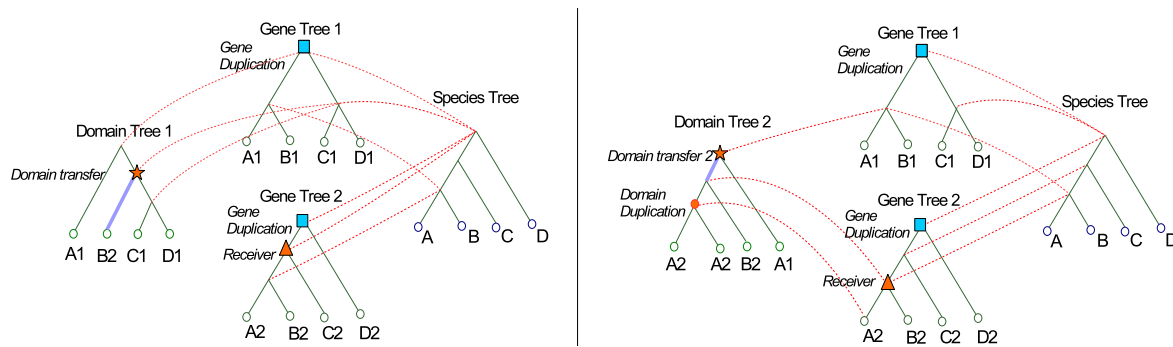 Gene Tree 1
Gene
Duplication
Species Tree
Domain Tree 1
A1 B1 C1 D1
Domain transfer
Gene Tree 2
Gene
Duplication
A B C D
Receiver
A1 B2 C1 D1
A2 B2 C2 D2
Gene Tree 1
Gene
Duplication
Species Tree
Domain Tree 2
A1 B1 C1 D1
Domain transfer 2
Domain
Duplication
Gene Tree 2
Gene
Duplication
A B C D
A2 A2 B2 A1
Receiver
A2 B2 C2 D2